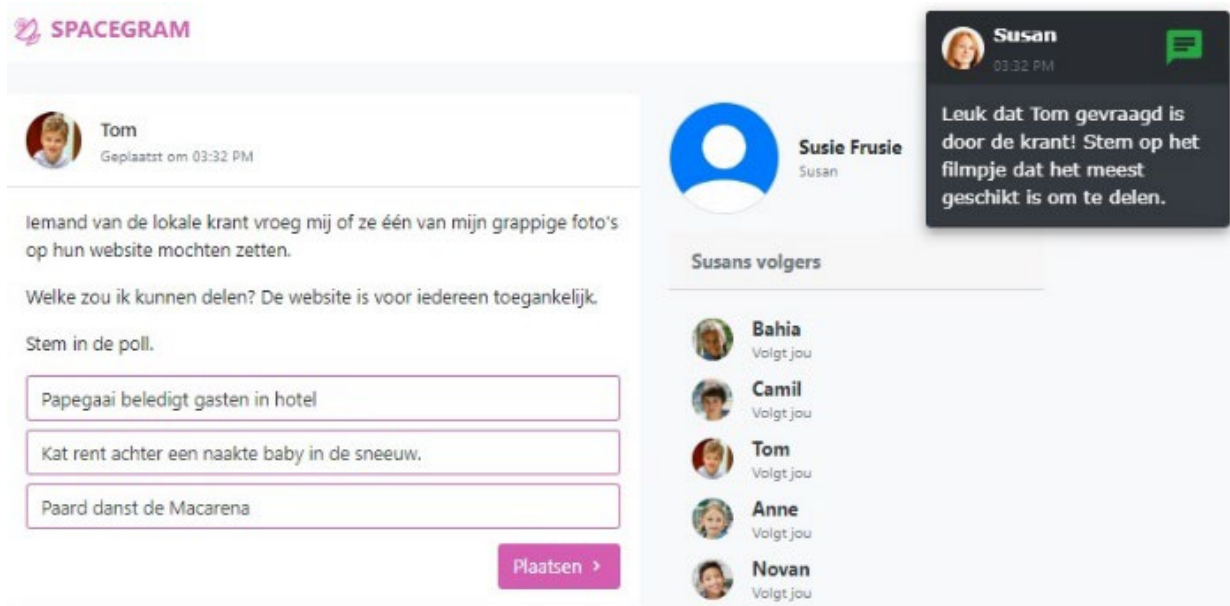 SPACEGRAM
Tom
Geplaatst om 03:32 PM
Iemand van de lokale krant vroeg mij of ze één van mijn grappige foto's
op hun website mochten zetten.
Welke zou ik kunnen delen? De website is voor iedereen toegankelijk.
Stem in de poll.
Papegaai beledigt gasten in hotel
Kat rent achter een naakte baby in de sneeuw.
Paard danst de Macarena
Plaatsen
Susie Frusie
Susan
Susans volgers
Bahia
Volgt jou
Camil
Volgt jou
Tom
Volgt jou
Anne
Volgt jou
Novan
Volgt jou
Susan
03:32 PM
Leuk dat Tom gevraagd is
door de krant! Stem op het
filmpje dat het meest
geschikt is om te delen.